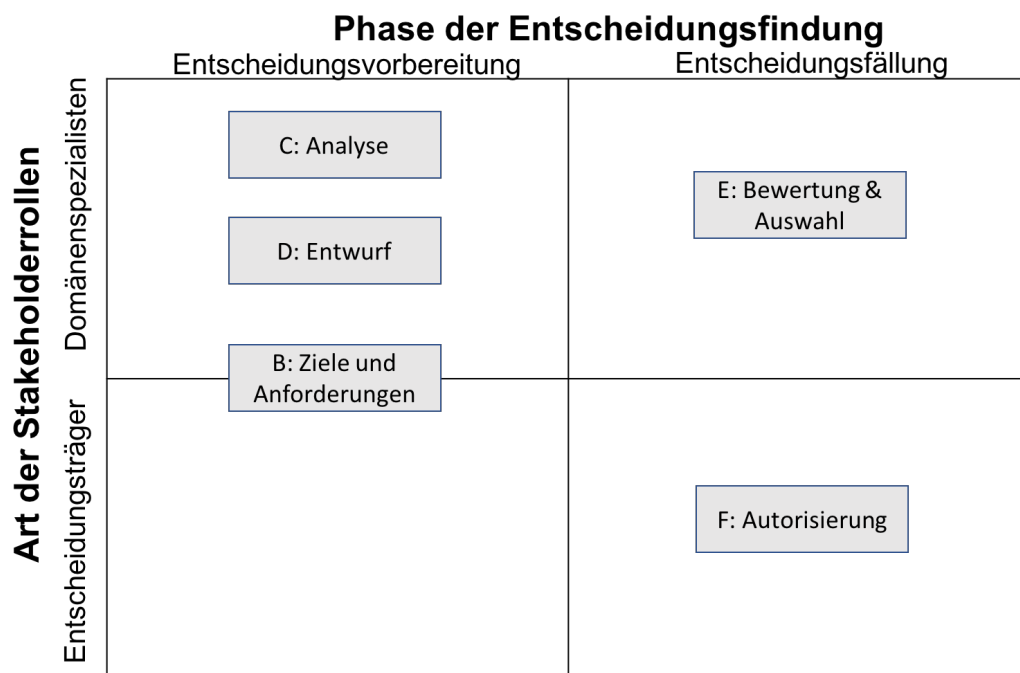 Phase der Entscheidungsfindung
Entscheidungsvorbereitung
Entscheidungsfällung
Art der Stakeholderrollen
Domänenspezialisten
C: Analyse
D: Entwurf
E: Bewertung &
Auswahl
B: Ziele und
Anforderungen
Entscheidungsträger
F: Autorisierung